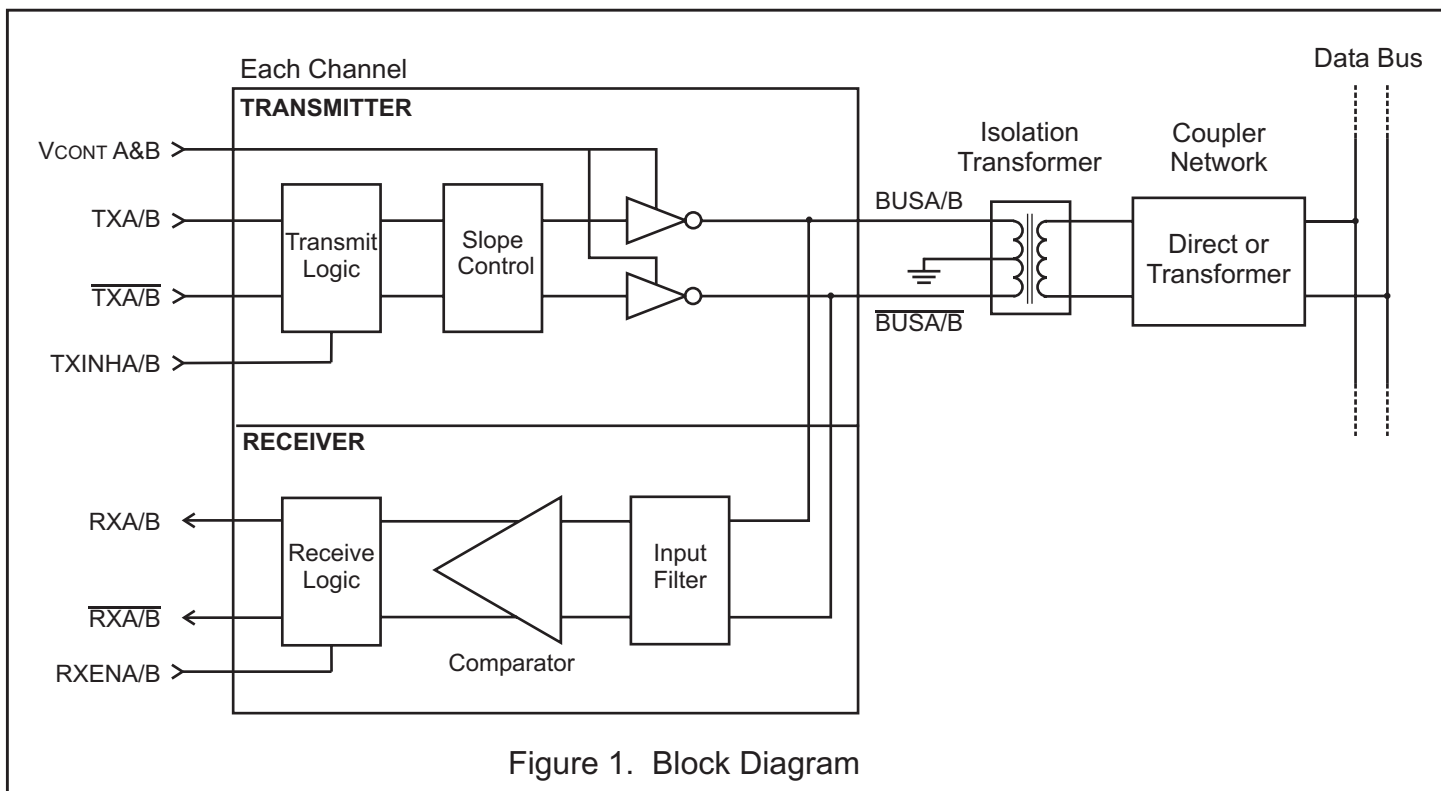 Each Channel
TRANSMITTER
VCONT A&B
TXA/B
TXA/B
TXINHA/B
Transmit
Logic
Slope
Control
BUSA/B
BUSA/B
Isolation
Transformer
Coupler
Network
Direct or
Transformer
Data Bus
RECEIVER
RXA/B
RXA/B
RXENA/B
Receive
Logic
Comparator
Input
Filter
Figure 1. Block Diagram